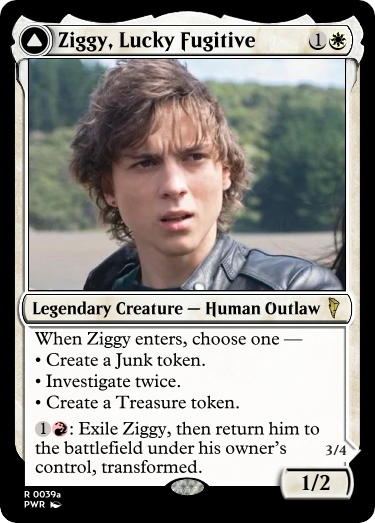 Ziggy, Lucky Fugitive 1
Legendary Creature — Human Outlaw
When Ziggy enters, choose one —
• Create a Junk token.
• Investigate twice.
• Create a Treasure token.
1: Exile Ziggy, then return him to
the battlefield under his owner's
control, transformed.
3/4
1/2
R 0039a
PWR